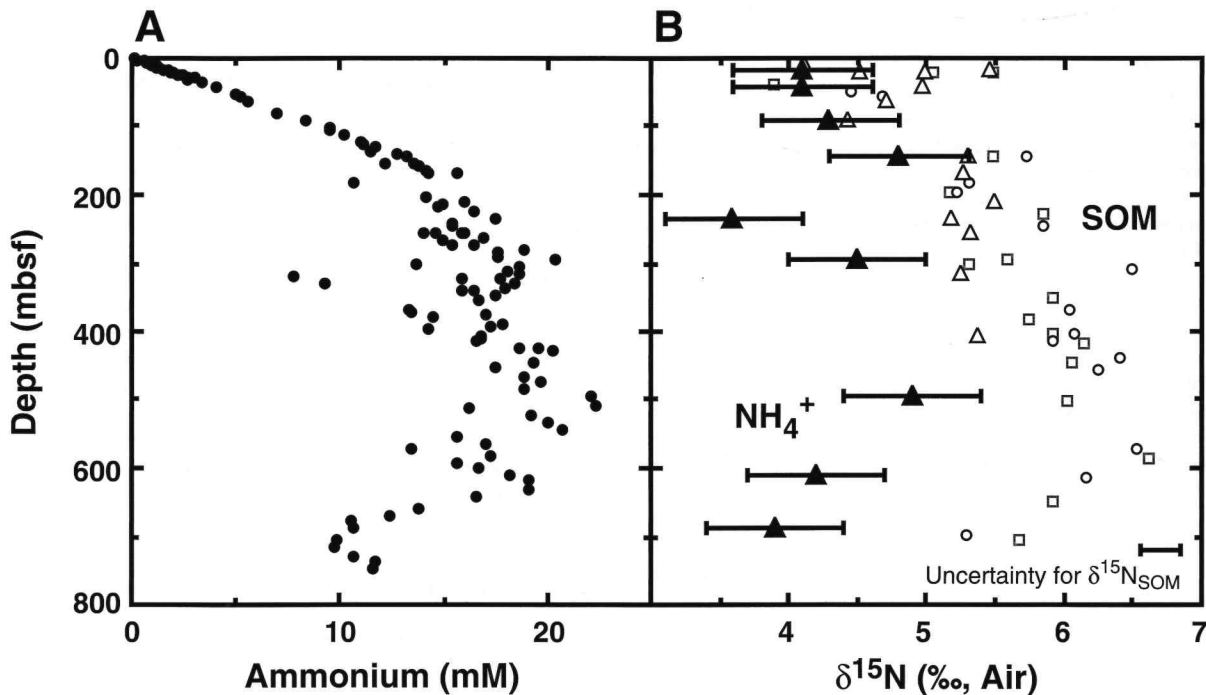 A
B
0
200
400
600
800
Depth (mbsf)
0
10
20
Ammonium (mM)
SOM
NH₄⁺
Uncertainty for δ¹⁵N_SOM
4
5
6
7
δ¹⁵N (‰, Air)